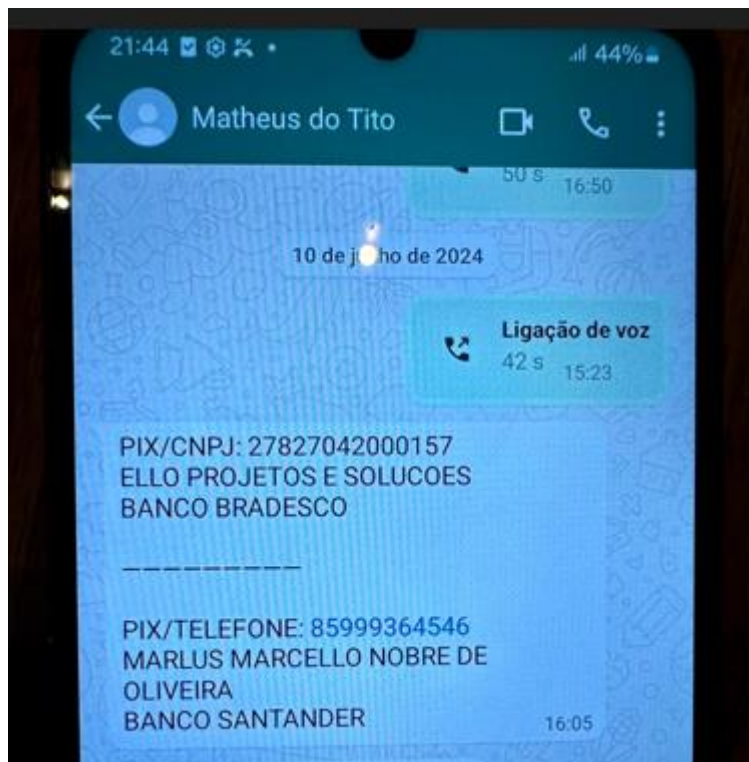 21:44
44%
Matheus do Tito
50 s
16:50
10 de ho de 2024
Ligação de voz
42 s
15:23
PIX/CNPJ: 27827042000157
ELLO PROJETOS E SOLUCOES
BANCO BRADESCO
_________
PIX/TELEFONE: 85999364546
MARLUS MARCELLO NOBRE DE
OLIVEIRA
BANCO SANTANDER
16:05